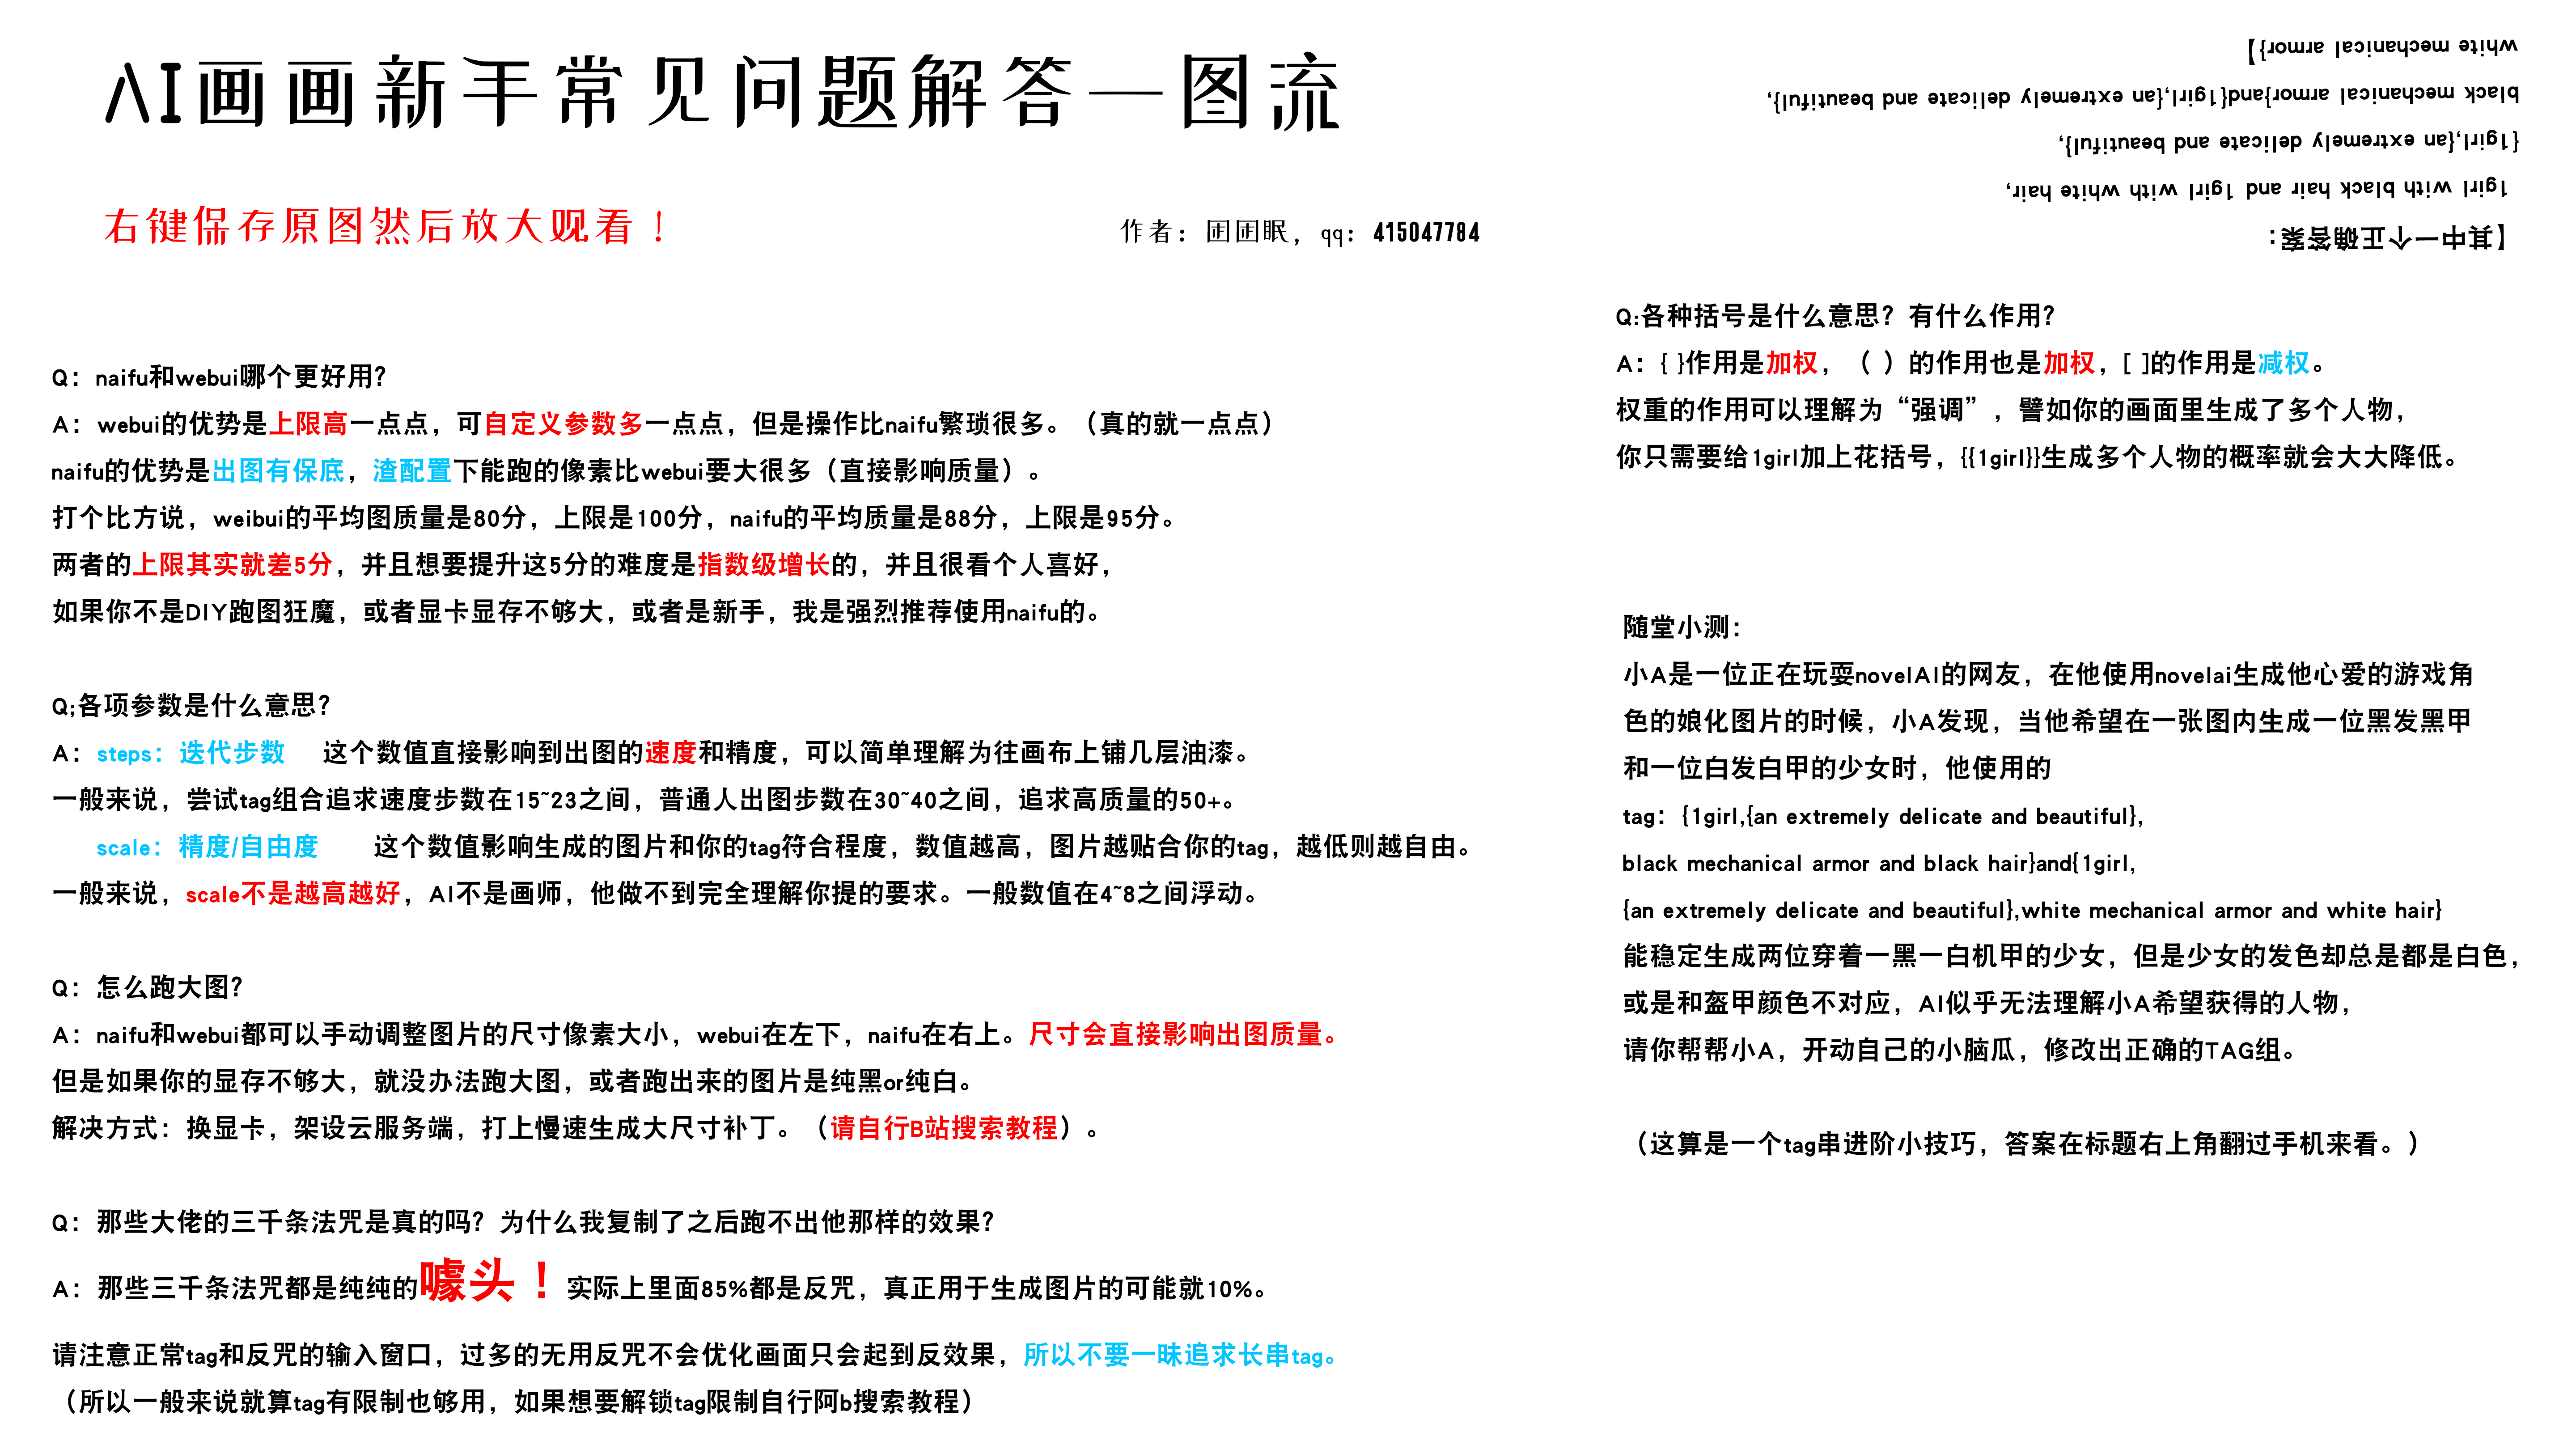 AI画画新手常见问题解答一图流
右键保存原图然后放大观看！
作者：囝囝眠，qq：415047784
Q：naifu和webui哪个更好用？
A：webui的优势是上限高一点点，可自定义参数多一点点，但是操作比naifu繁琐很多。（真的就一点点）
naifu的优势是出图有保底，渣配置下能跑的像素比webui要大很多（直接影响质量）。
打个比方说，weibui的平均图质量是80分，上限是100分，naifu的平均质量是88分，上限是95分。
两者的上限其实就差5分，并且想要提升这5分的难度是指数级增长的，并且很看个人喜好，
如果你不是DIY跑图狂魔，或者显卡显存不够大，或者是新手，我是强烈推荐使用naifu的。
Q;各项参数是什么意思？
A：steps：迭代步数 这个数值直接影响到出图的速度和精度，可以简单理解为往画布上铺几层油漆。
一般来说，尝试tag组合追求速度步数在15~23之间，普通人出图步数在30~40之间，追求高质量的50+。
scale：精度/自由度 这个数值影响生成的图片和你的tag符合程度，数值越高，图片越贴合你的tag，越低则越自由。
一般来说，scale不是越高越好，AI不是画师，他做不到完全理解你提的要求。一般数值在4~8之间浮动。
Q：怎么跑大图？
A：naifu和webui都可以手动调整图片的尺寸像素大小，webui在左下，naifu在右上。尺寸会直接影响出图质量。
但是如果你的显存不够大，就没办法跑大图，或者跑出来的图片是纯黑or纯白。
解决方式：换显卡，架设云服务端，打上慢速生成大尺寸补丁。（请自行B站搜索教程）。
Q：那些大佬的三千条法咒是真的吗？为什么我复制了之后跑不出他那样的效果？
A：那些三千条法咒都是纯纯的噱头！实际上里面85%都是反咒，真正用于生成图片的可能就10%。
请注意正常tag和反咒的输入窗口，过多的无用反咒不会优化画面只会起到反效果，所以不要一昧追求长串tag。
（所以一般来说就算tag有限制也够用，如果想要解锁tag限制自行阿b搜索教程）
【其中一个正确答案：
1girl with black hair and 1girl with white hair,
{1girl,{an extremely delicate and beautiful},
black mechanical armor}and{1girl,{an extremely delicate and beautiful},
white mechanical armor}】
Q:各种括号是什么意思？有什么作用？
A：{ }作用是加权，（ ）的作用也是加权，[ ]的作用是减权。
权重的作用可以理解为“强调”，譬如你的画面里生成了多个人物，
你只需要给1girl加上花括号，{{1girl}}生成多个人物的概率就会大大降低。
随堂小测：
小A是一位正在玩耍novelAI的网友，在他使用novelai生成他心爱的游戏角
色的娘化图片的时候，小A发现，当他希望在一张图内生成一位黑发黑甲
和一位白发白甲的少女时，他使用的
tag：{1girl,{an extremely delicate and beautiful},
black mechanical armor and black hair}and{1girl,
{an extremely delicate and beautiful},white mechanical armor and white hair}
能稳定生成两位穿着一黑一白机甲的少女，但是少女的发色却总是都是白色，
或是和盔甲颜色不对应，AI似乎无法理解小A希望获得的人物，
请你帮帮小A，开动自己的小脑瓜，修改出正确的TAG组。
（这算是一个tag串进阶小技巧，答案在标题右上角翻过手机来看。）